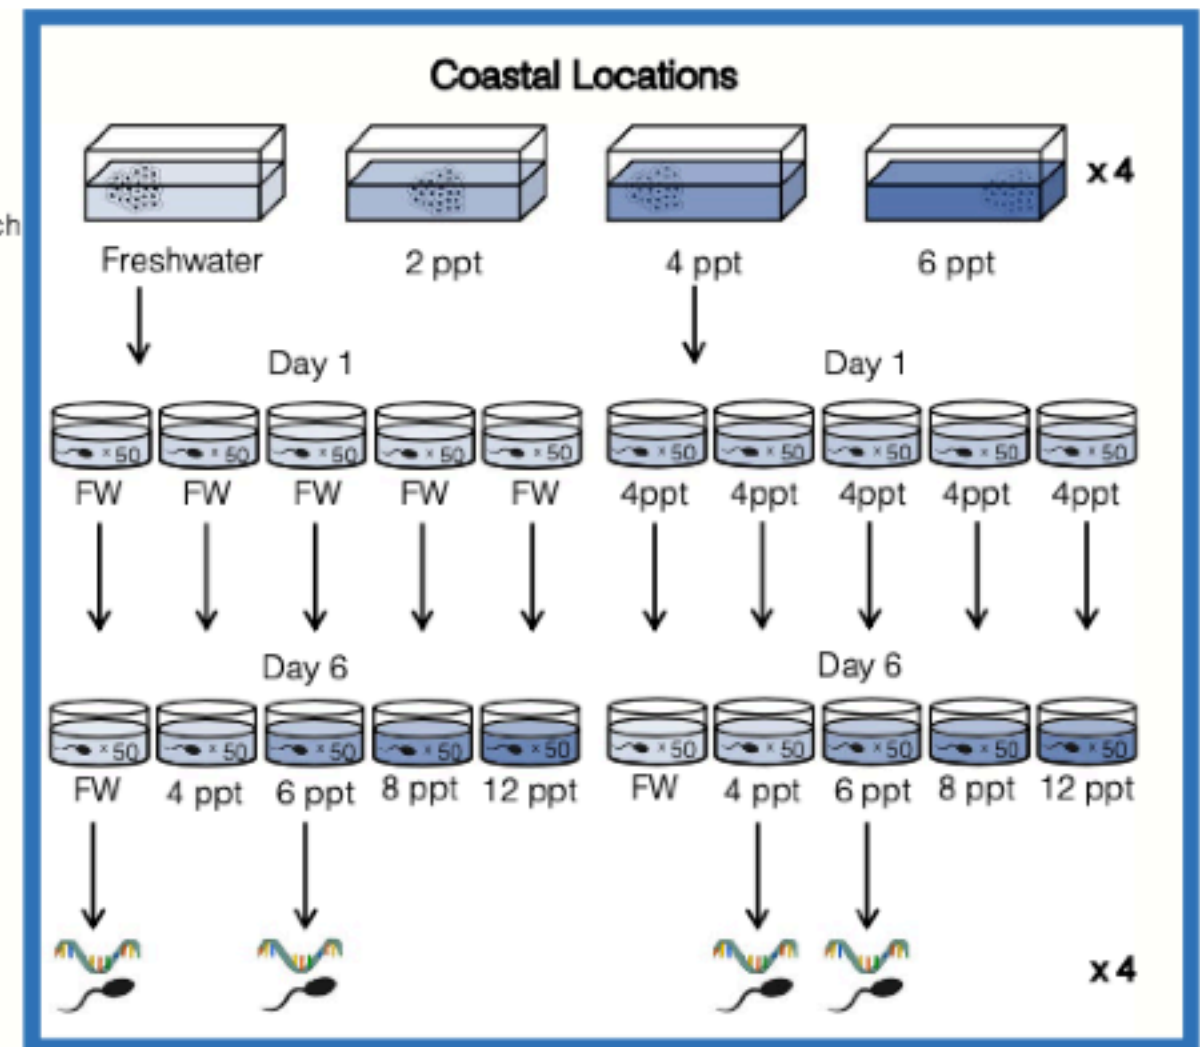 Coastal Locations
x 4
ch
Freshwater 2 ppt 4 ppt 6 ppt
Day 1 Day 1
x 50 x 50 x 50 x 50 x 50 x 50 x 50 x 50 x 50 x 50
FW FW FW FW FW 4ppt 4ppt 4ppt 4ppt 4ppt
Day 6 Day 6
x 50 x 50 x 50 x 50 x 50 x 50 x 50 x 50 x 50 x 50
FW 4 ppt 6 ppt 8 ppt 12 ppt FW 4 ppt 6 ppt 8 ppt 12 ppt
x 4